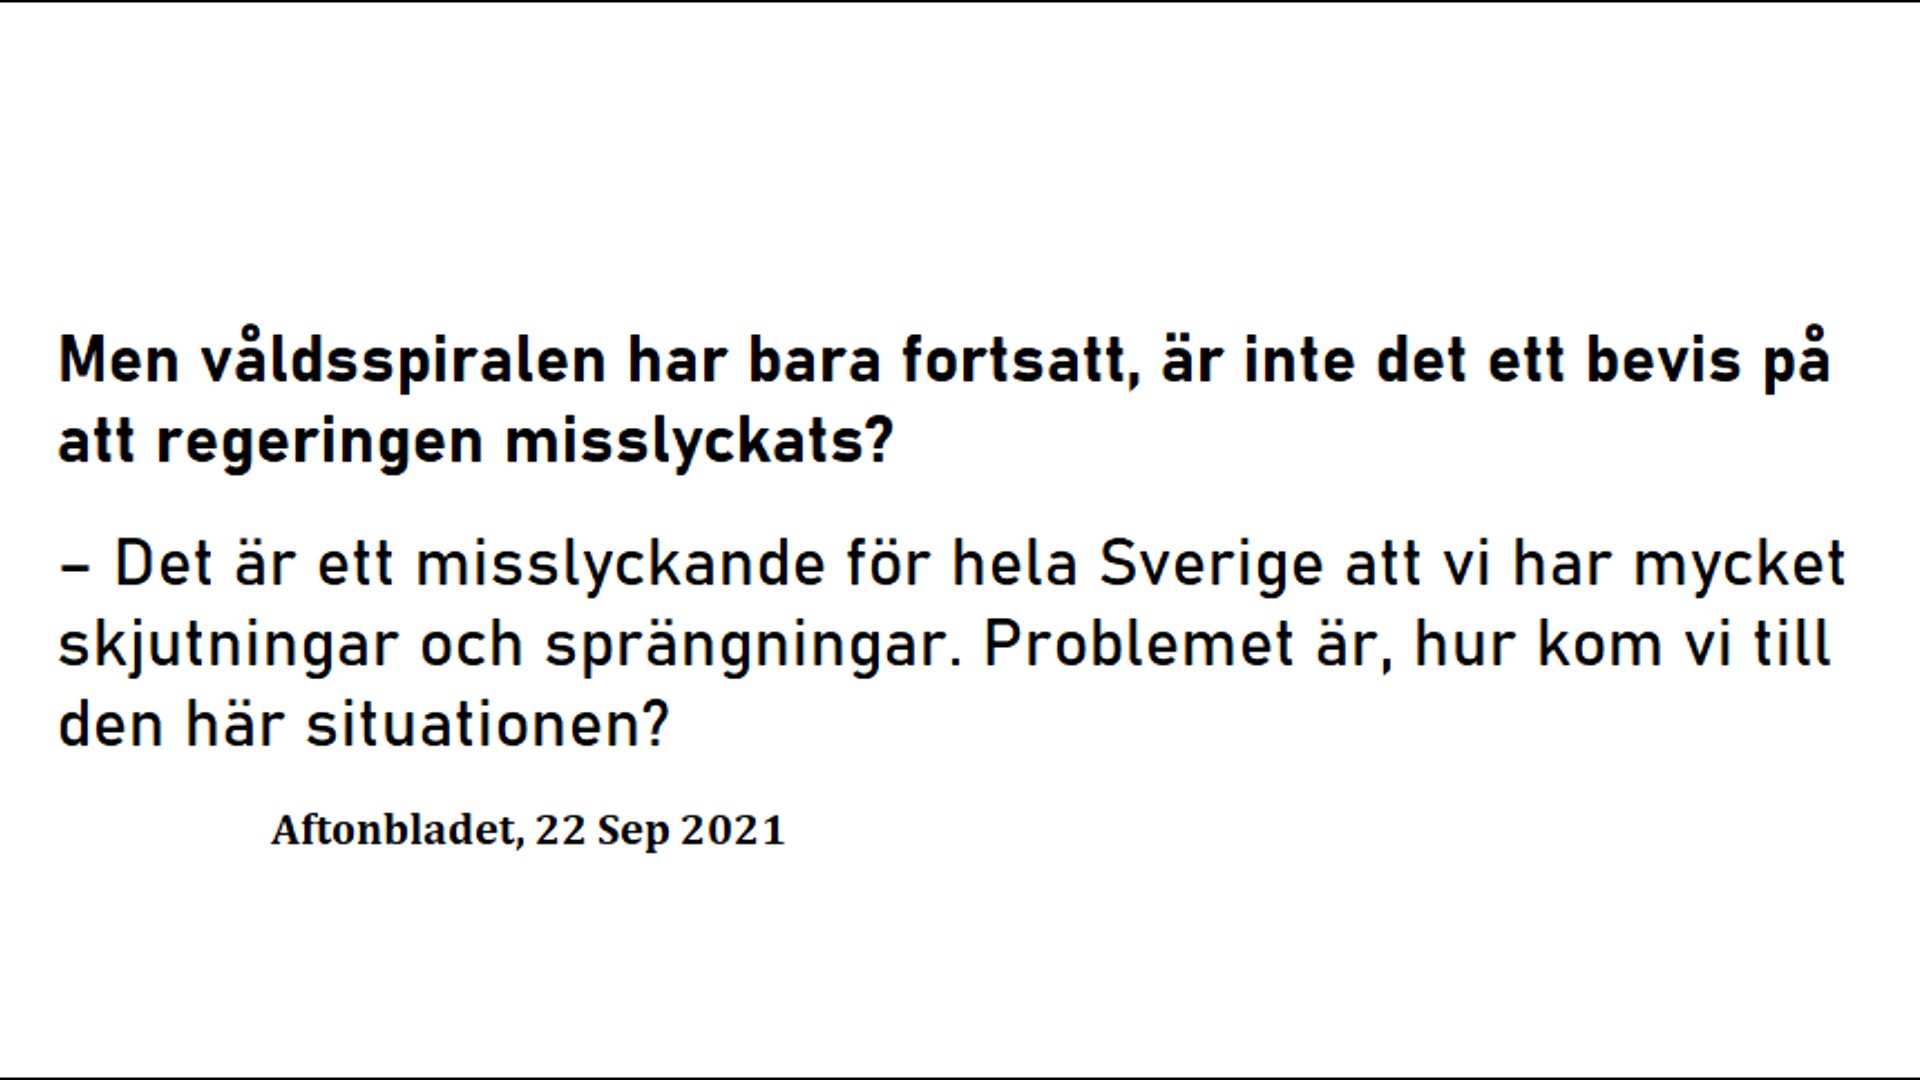 Men våldsspiralen har bara fortsatt, är inte det ett bevis på
att regeringen misslyckats?
– Det är ett misslyckande för hela Sverige att vi har mycket
skjutningar och sprängningar. Problemet är, hur kom vi till
den här situationen?
Aftonbladet, 22 Sep 2021